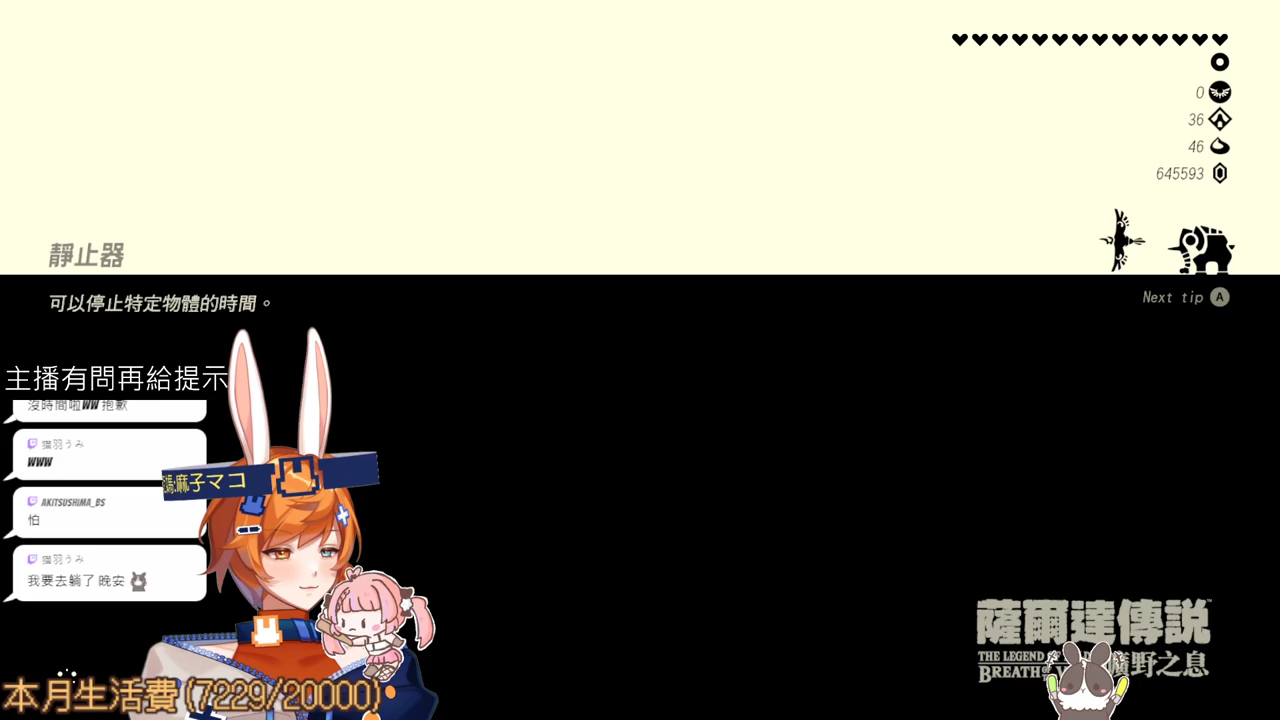 0
36
46
645593
靜止器
可以停止特定物體的時間。
Next tip A
主播有問再給提示
沒時間啦WW 抱歉
猫羽うみ
WWW
AKITSUSHIMA_BS
怕
猫羽うみ
我要去躺了 晚安
麻子マコ
薩爾達傳說
THE LEGEND
BREATH
曠野之息
本月生活費(7229/20000)